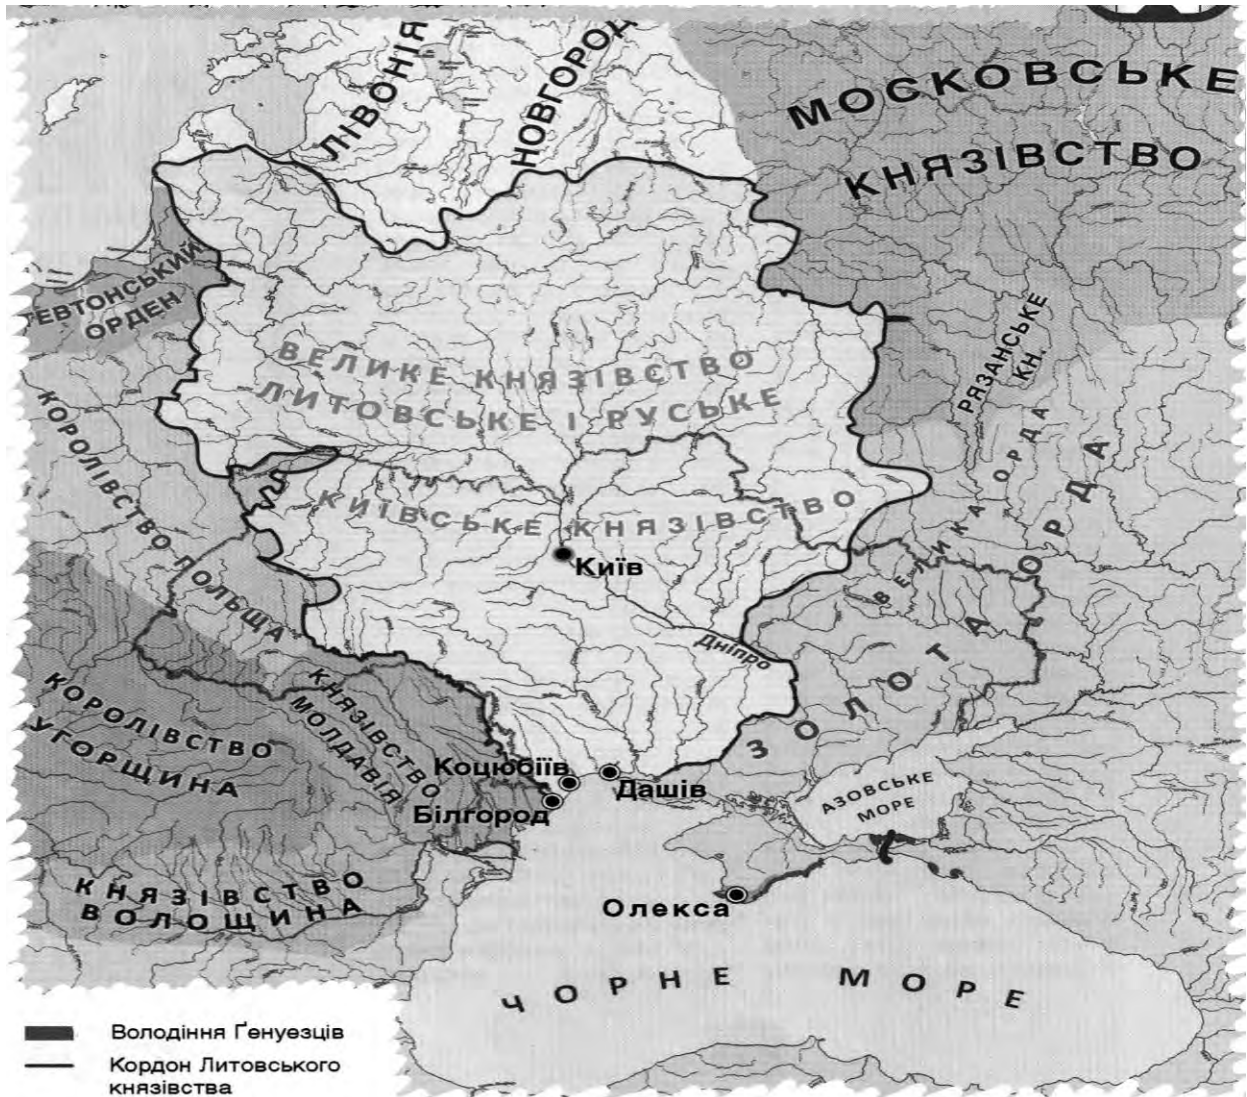 ЛІВОНІЯ
НОВГОРОД
МОСКОВСЬКЕ
КНЯЗІВСТВО
ТЕВТОНСЬКИЙ
ОРДЕН
РЯЗАНСЬКЕ
КН.
ВЕЛИКЕ КНЯЗІВСТВО
ЛИТОВСЬКЕ І РУСЬКЕ
КОРОЛІВСТВО ПОЛЬЩА
ВЕЛИКА ОРДА
ЗОЛОТА ОРДА
КИЇВСЬКЕ КНЯЗІВСТВО
Київ
Дніпро
КОРОЛІВСТВО
УГОРЩИНА
КНЯЗІВСТВО
МОЛДАВІЯ
Коцюбіїв
Дашів
Білгород
АЗОВСЬКЕ
МОРЕ
КНЯЗІВСТВО
ВОЛОЩИНА
Олекса
ЧОРНЕ МОРЕ
Володіння Ґенуезців
Кордон Литовського
князівства